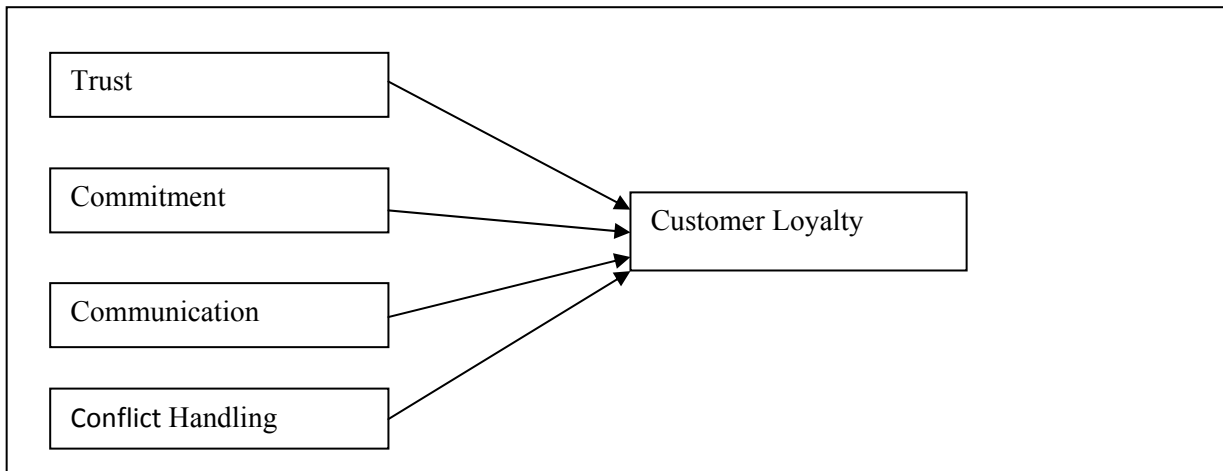 Trust
Commitment
Customer Loyalty
Communication
Conflict Handling